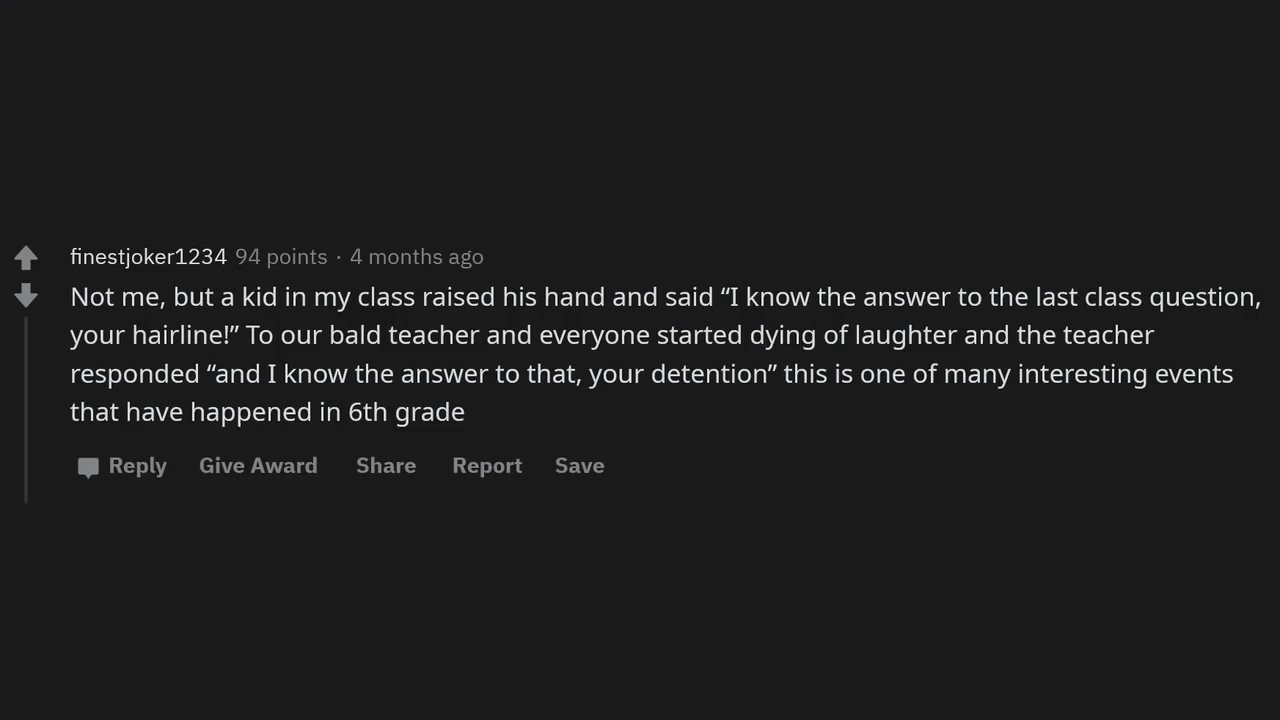 finestjoker1234 94 points · 4 months ago
Not me, but a kid in my class raised his hand and said “I know the answer to the last class question,
your hairline!” To our bald teacher and everyone started dying of laughter and the teacher
responded “and I know the answer to that, your detention” this is one of many interesting events
that have happened in 6th grade
Reply Give Award Share Report Save